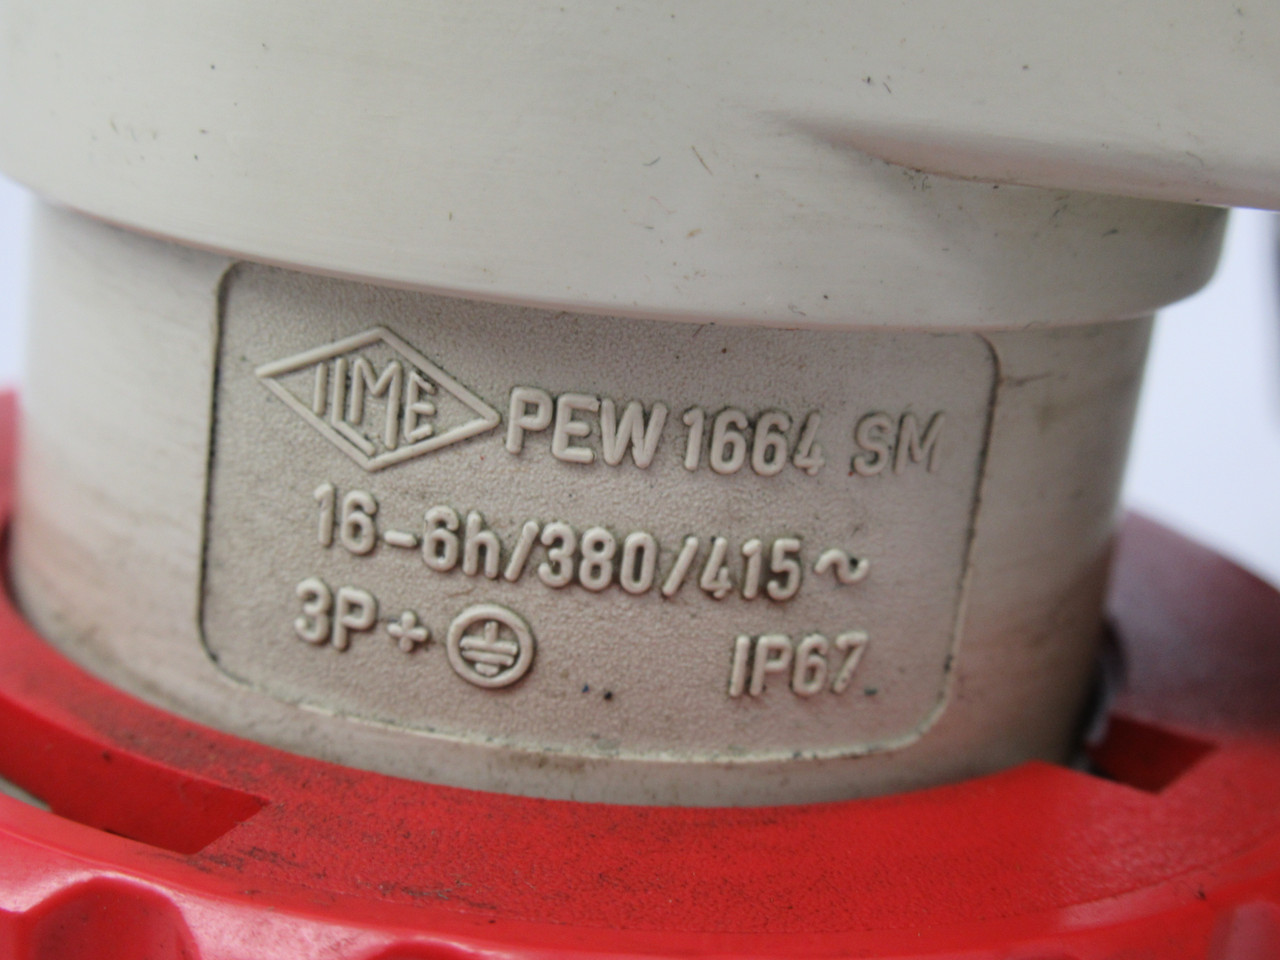 ILME PEW 1664 SM
16-6h/380/415~
3P+⏚ IP67